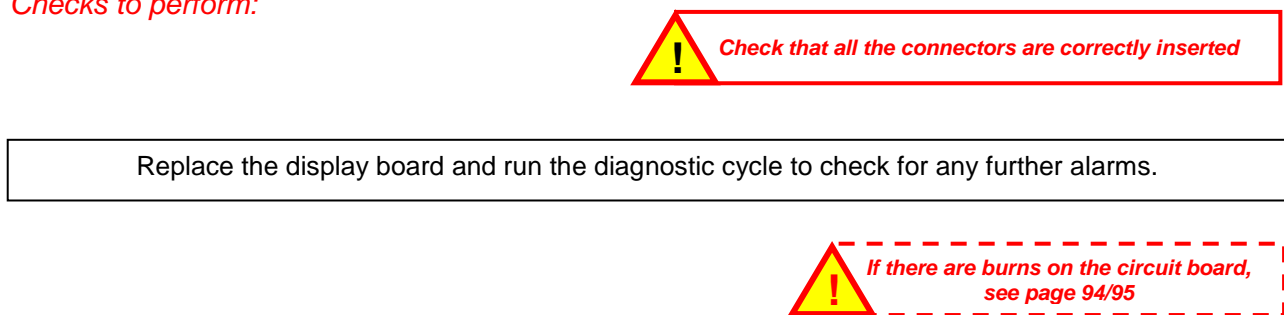 Checks to perform:
! Check that all the connectors are correctly inserted
Replace the display board and run the diagnostic cycle to check for any further alarms.
If there are burns on the circuit board,
! see page 94/95